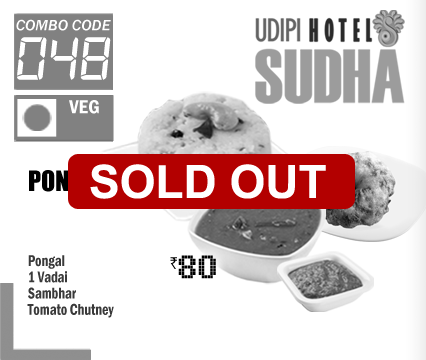 COMBO CODE
048
VEG
UDIPI HOTEL
SUDHA
PON
SOLD OUT
₹80
Pongal
1 Vadai
Sambhar
Tomato Chutney